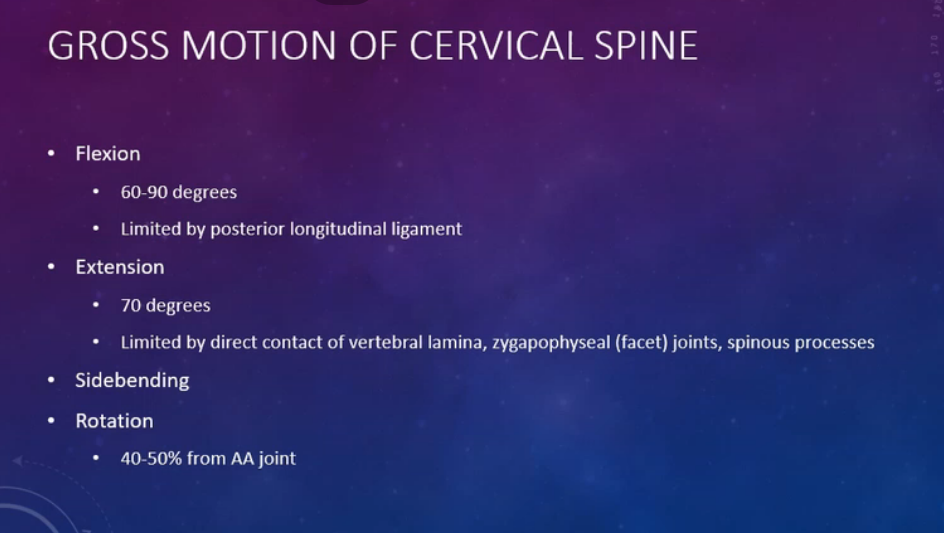 GROSS MOTION OF CERVICAL SPINE
• Flexion
• 60-90 degrees
• Limited by posterior longitudinal ligament
• Extension
• 70 degrees
• Limited by direct contact of vertebral lamina, zygapophyseal (facet) joints, spinous processes
• Sidebending
• Rotation
• 40-50% from AA joint